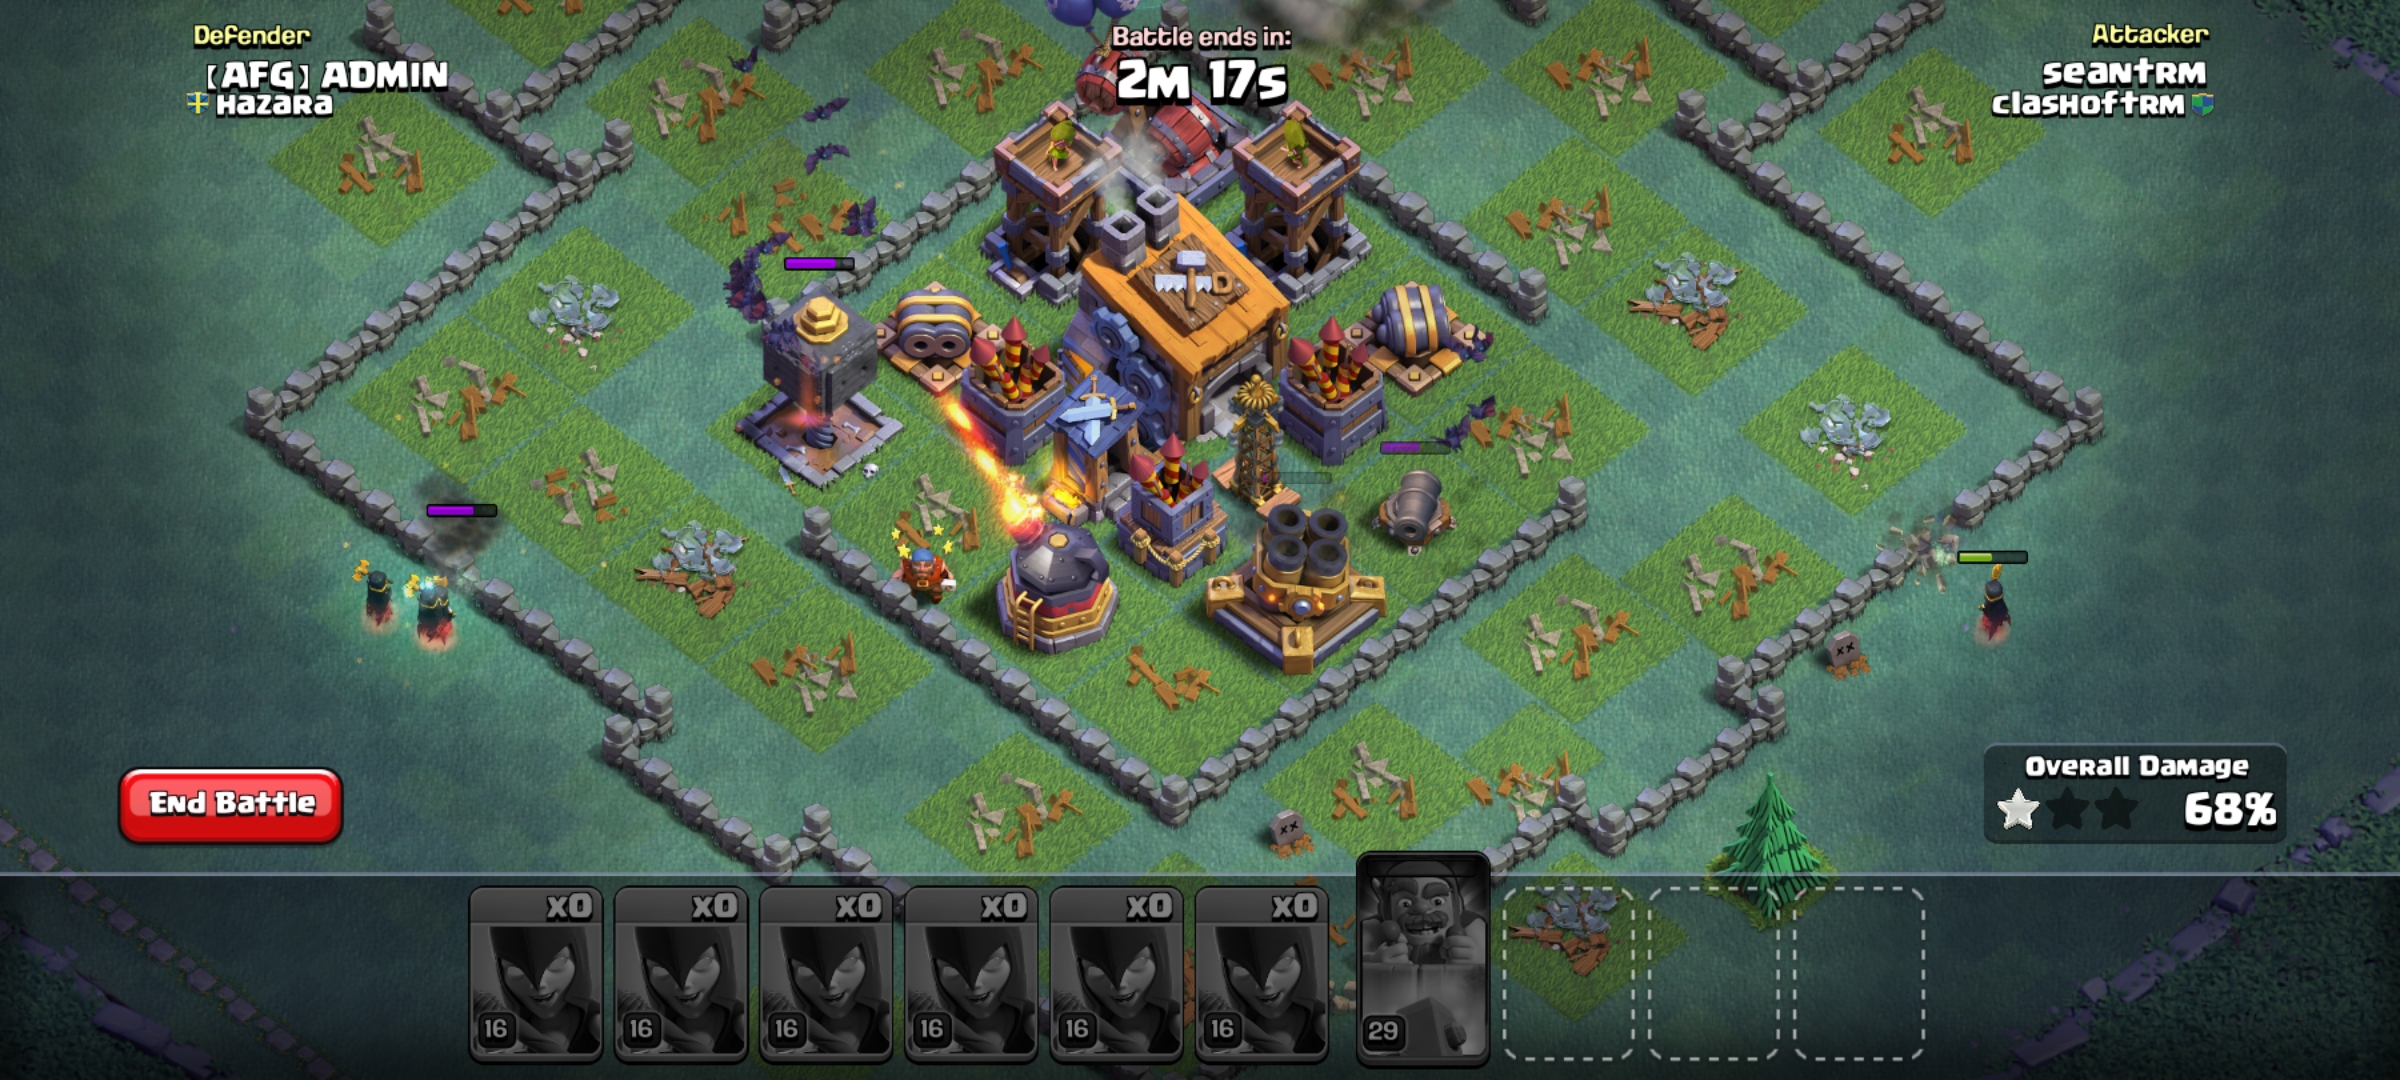 Defender
[AFG] ADMIN
HAZARA
Battle ends in:
2M 17s
Attacker
seantRM
clashoftRM
End Battle
Overall Damage
68%
x0
x0
x0
x0
x0
x0
16
16
16
16
16
16
29